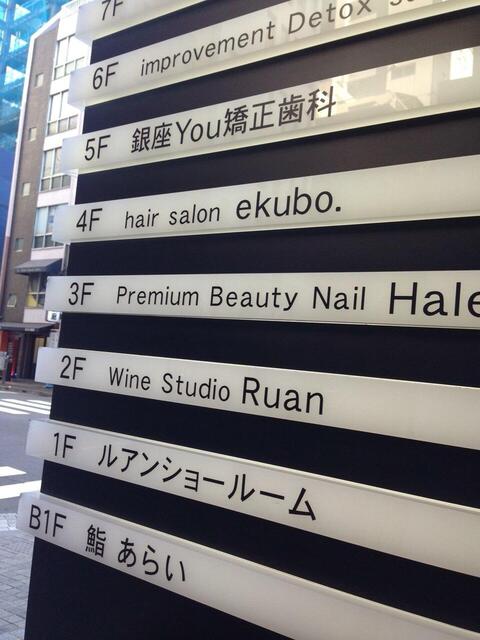 7F
6F improvement Detox
5F 銀座You矯正歯科
4F hair salon ekubo.
3F Premium Beauty Nail Hale
2F Wine Studio Ruan
1F ルアンショールーム
B1F 鮨 あらい